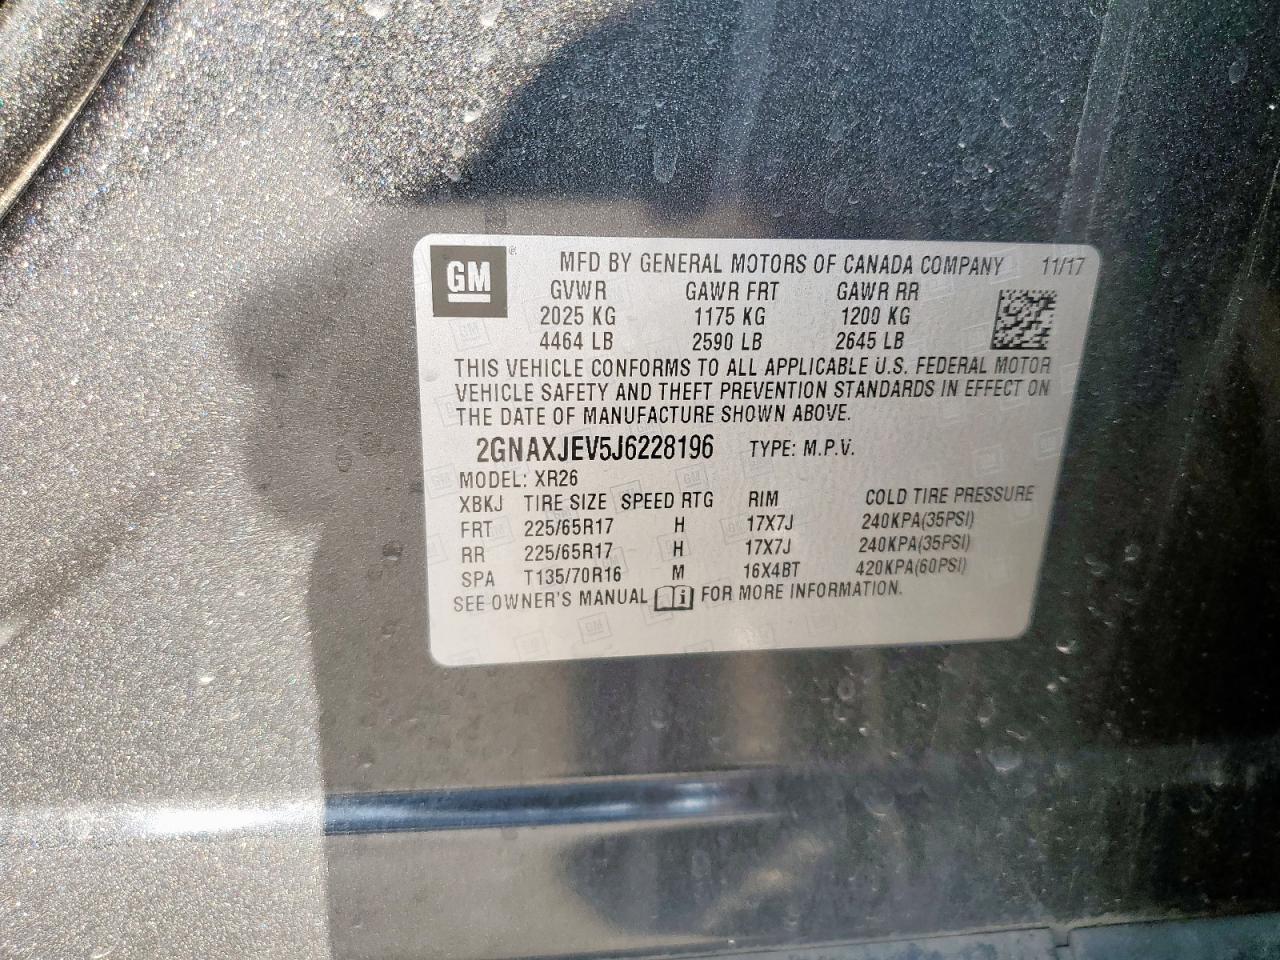 GM ® MFD BY GENERAL MOTORS OF CANADA COMPANY 11/17
GVWR GAWR FRT GAWR RR
2025 KG 1175 KG 1200 KG
4464 LB 2590 LB 2645 LB
THIS VEHICLE CONFORMS TO ALL APPLICABLE U.S. FEDERAL MOTOR
VEHICLE SAFETY AND THEFT PREVENTION STANDARDS IN EFFECT ON
THE DATE OF MANUFACTURE SHOWN ABOVE.
2GNAXJEV5J6228196 TYPE: M.P.V.
MODEL: XR26
XBKJ TIRE SIZE SPEED RTG RIM COLD TIRE PRESSURE
FRT 225/65R17 H 17X7J 240KPA(35PSI)
RR 225/65R17 H 17X7J 240KPA(35PSI)
SPA T135/70R16 M 16X4BT 420KPA(60PSI)
SEE OWNER'S MANUAL i FOR MORE INFORMATION.